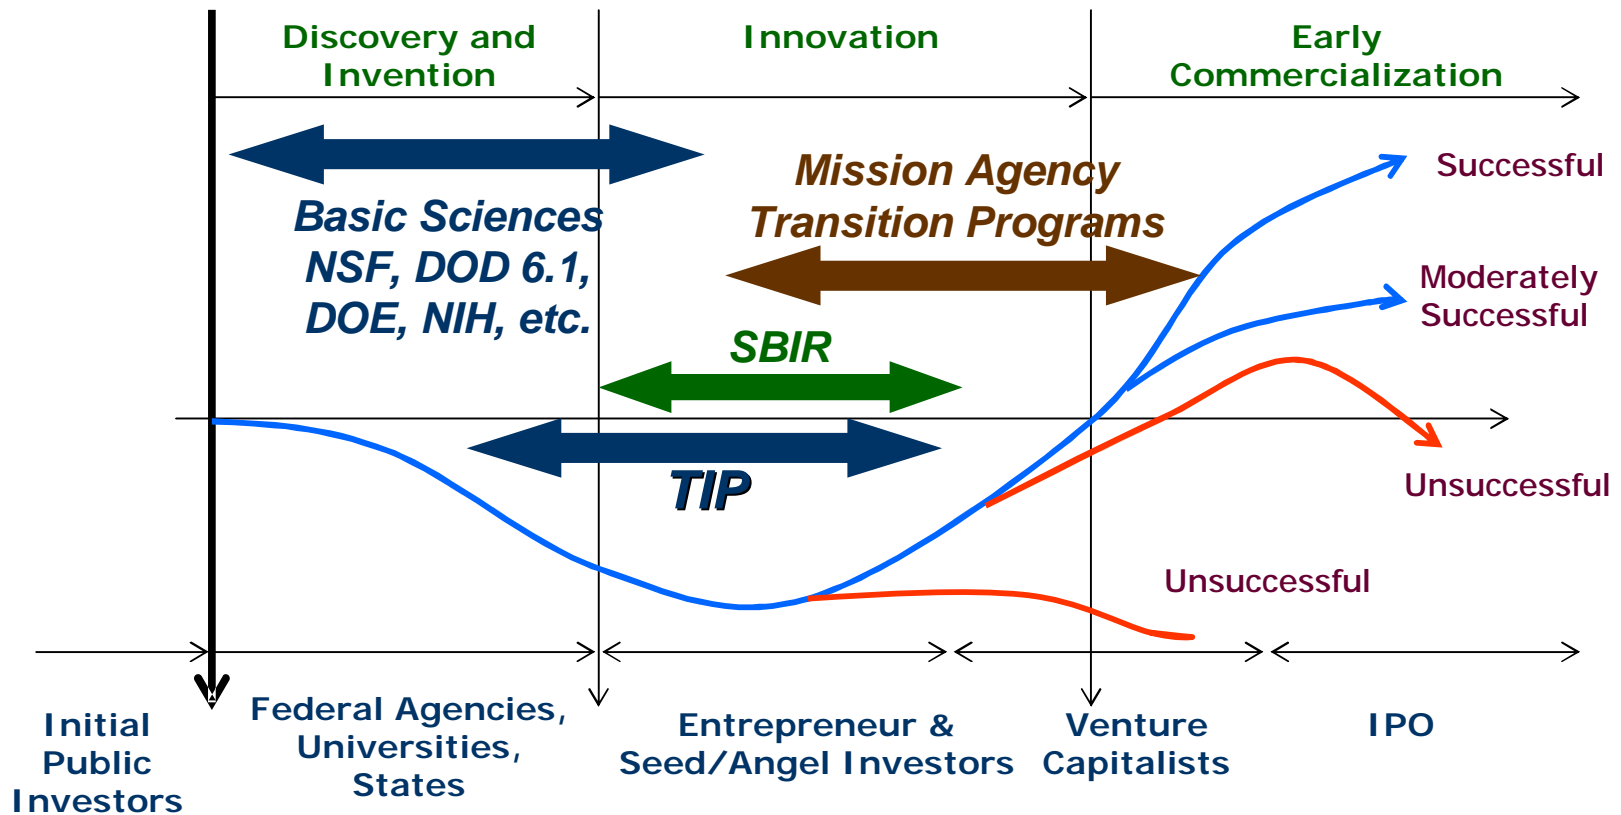 Discovery and
Invention
Innovation
Early
Commercialization
Basic Sciences
NSF, DOD 6.1,
DOE, NIH, etc.
Mission Agency
Transition Programs
SBIR
TIP
Successful
Moderately
Successful
Unsuccessful
Unsuccessful
Initial
Public
Investors
Federal Agencies,
Universities,
States
Entrepreneur &
Seed/Angel Investors
Venture
Capitalists
IPO